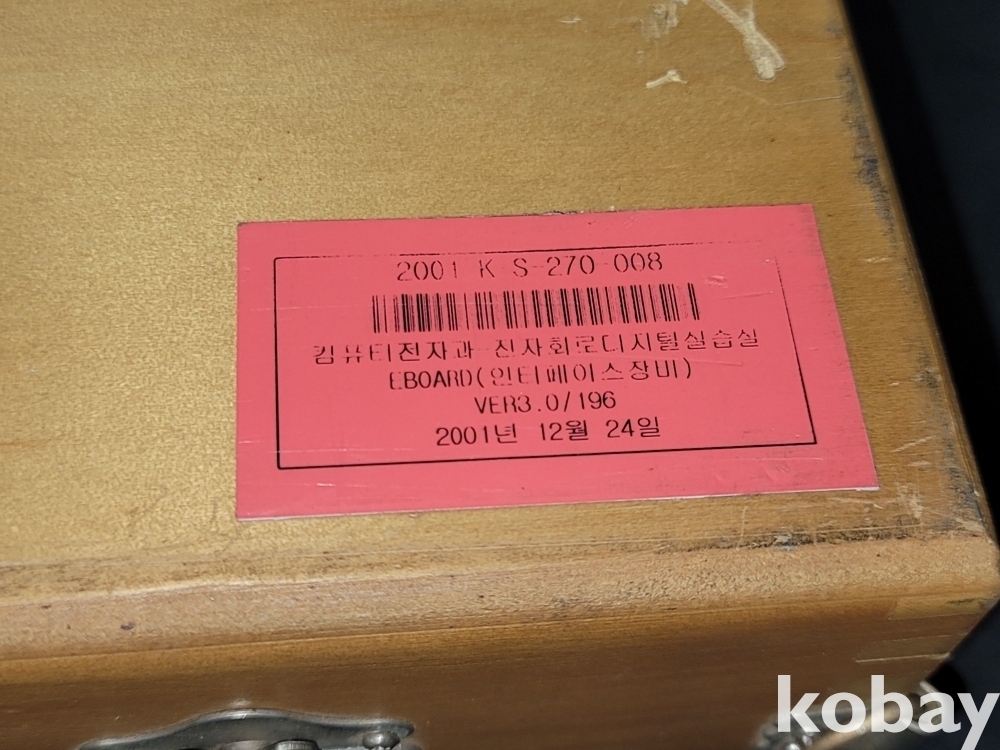 2001 K S-270-008
컴퓨터전자과 전자회로디지털실습실
EBOARD(인터페이스장비)
VER3.0/196
2001년 12월 24일
kobay